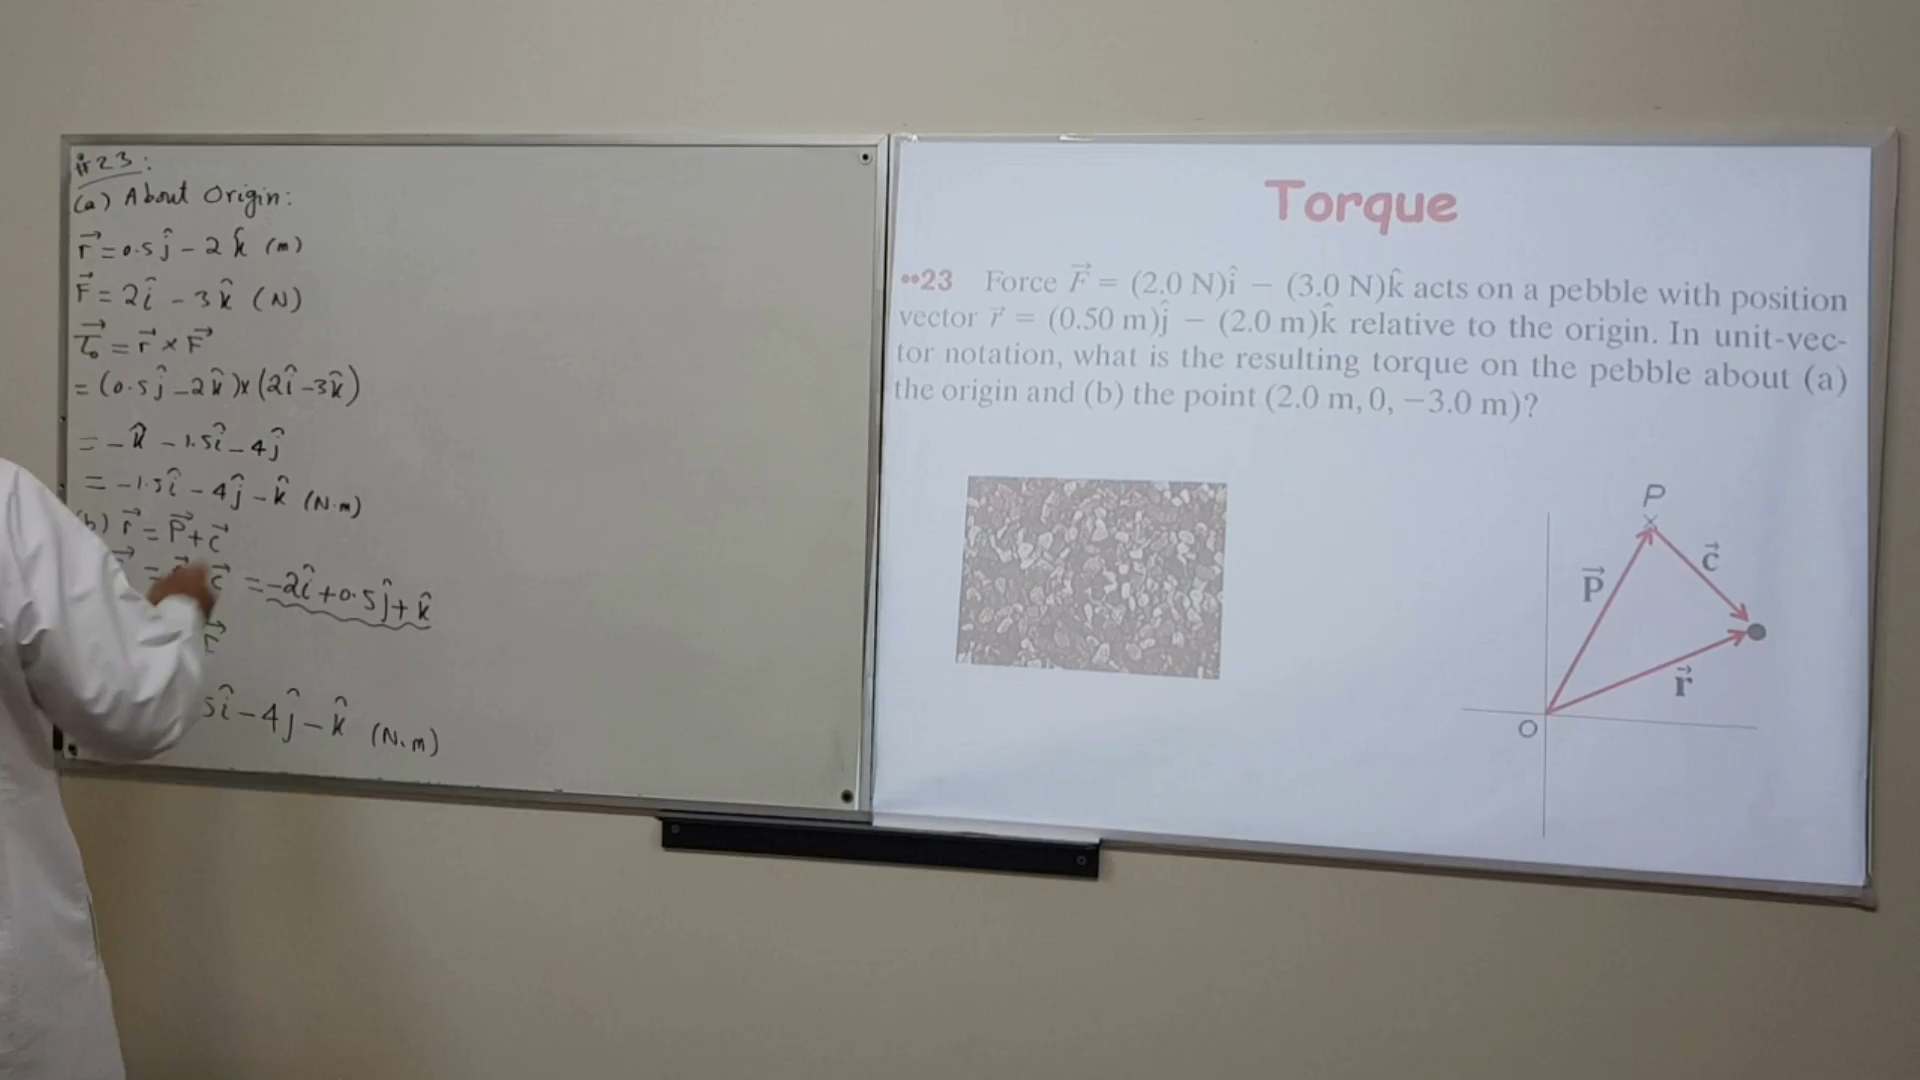 #23:
(a) About Origin:
r⃗ = 0.5ĵ - 2k̂ (m)
F⃗ = 2î - 3k̂ (N)
τ⃗₀ = r⃗ × F⃗
= (0.5ĵ - 2k̂) × (2î - 3k̂)
= -k̂ - 1.5î - 4ĵ
= -1.5î - 4ĵ - k̂ (N.m)
b) r⃗ = P⃗ + c⃗
= -2î + 0.5ĵ + k̂
5î - 4ĵ - k̂ (N.m)
Torque
••23 Force F⃗ = (2.0 N)î − (3.0 N)k̂ acts on a pebble with position
vector r⃗ = (0.50 m)ĵ − (2.0 m)k̂ relative to the origin. In unit-vec-
tor notation, what is the resulting torque on the pebble about (a)
the origin and (b) the point (2.0 m, 0, −3.0 m)?
P
P⃗
c⃗
r⃗
O